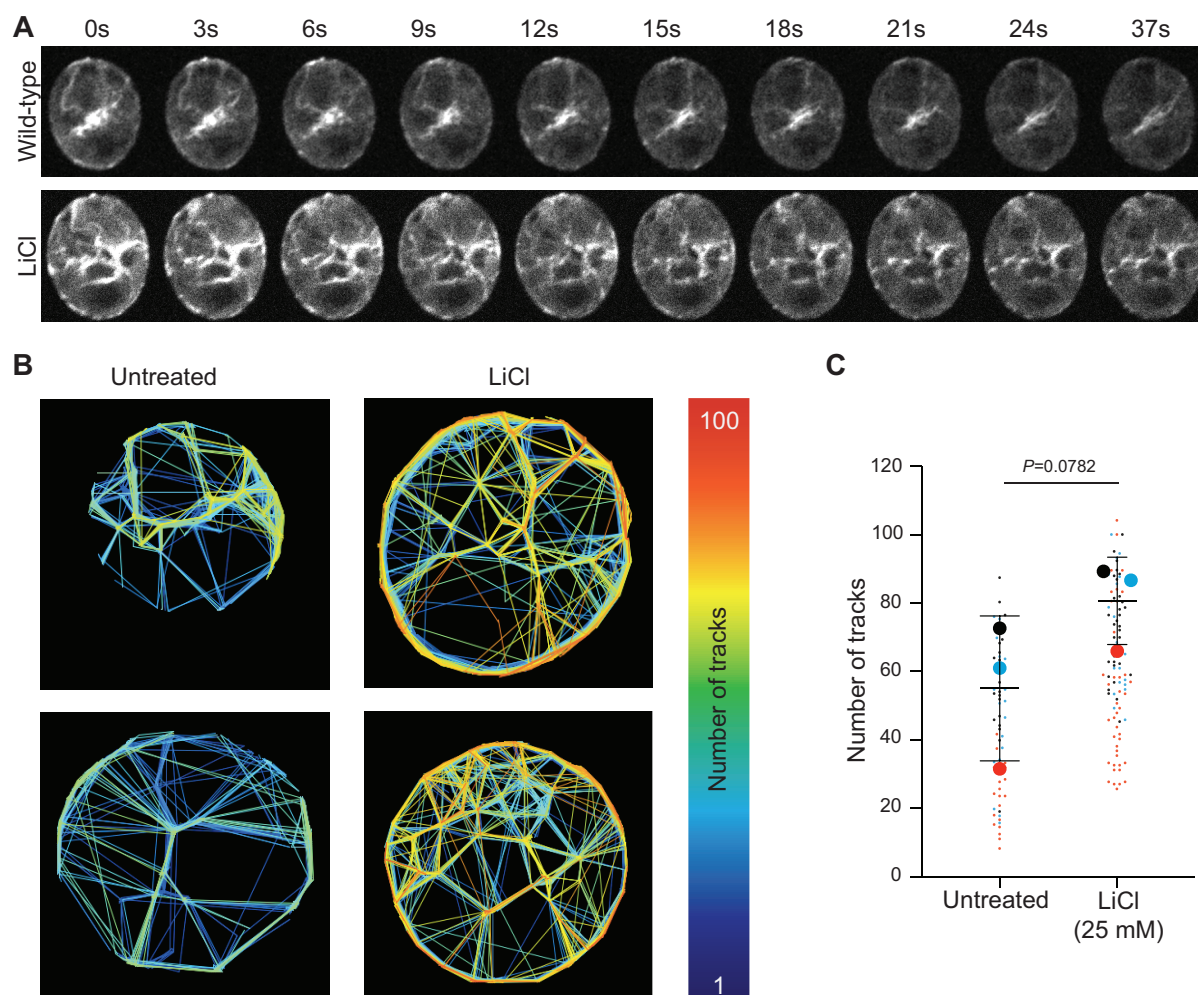 A
0s 3s 6s 9s 12s 15s 18s 21s 24s 37s
Wild-type
LiCl
B
Untreated LiCl
100
Number of tracks
1
C
P=0.0782
Number of tracks
120
100
80
60
40
20
0
Untreated LiCl
(25 mM)